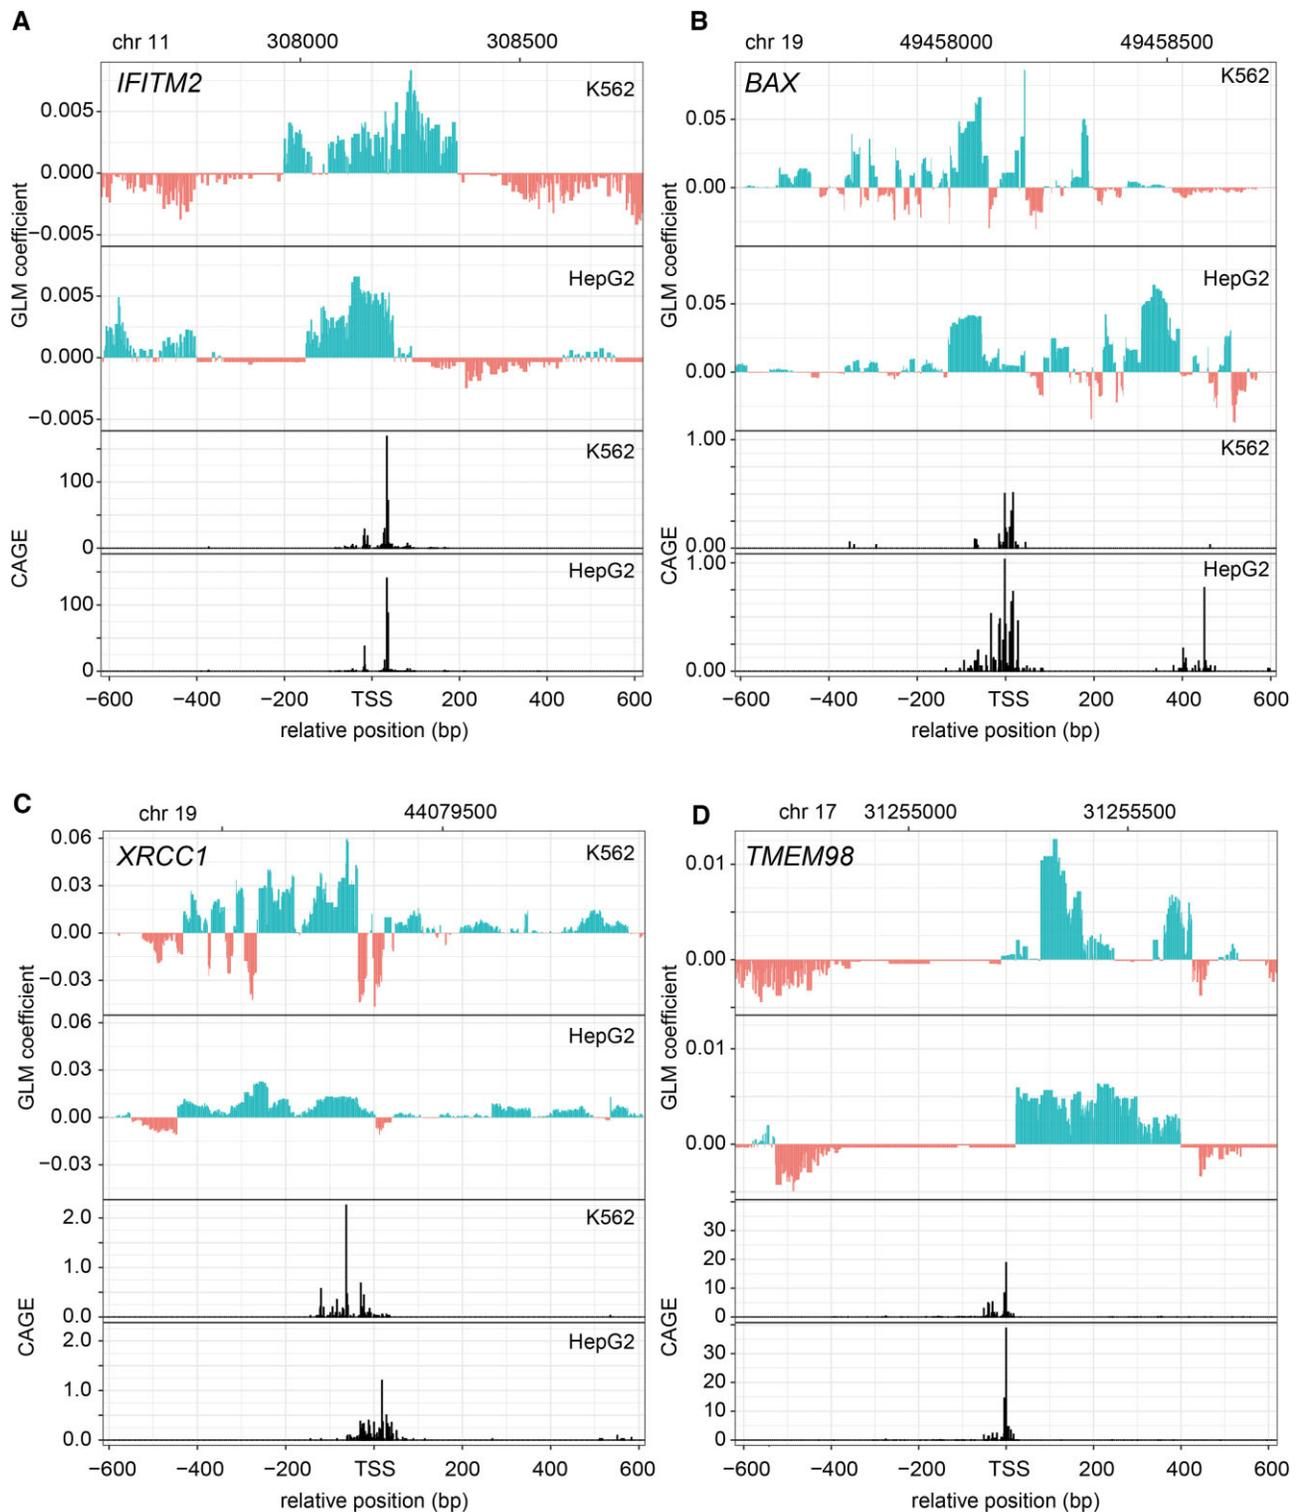 A
chr 11 308000 308500
IFITM2
K562
0.005
0.000
−0.005
HepG2
0.005
0.000
−0.005
GLM coefficient
K562
100
0
HepG2
100
0
CAGE
−600 −400 −200 TSS 200 400 600
relative position (bp)
B
chr 19 49458000 49458500
BAX
K562
0.05
0.00
HepG2
0.05
0.00
GLM coefficient
1.00
K562
0.00
1.00
HepG2
0.00
CAGE
−600 −400 −200 TSS 200 400 600
relative position (bp)
C
chr 19 44079500
XRCC1
K562
0.06
0.03
0.00
−0.03
0.06
HepG2
0.03
0.00
−0.03
GLM coefficient
K562
2.0
1.0
0.0
HepG2
2.0
1.0
0.0
CAGE
−600 −400 −200 TSS 200 400 600
relative position (bp)
D
chr 17 31255000 31255500
TMEM98
0.01
0.00
0.01
0.00
GLM coefficient
30
20
10
0
30
20
10
0
CAGE
−600 −400 −200 TSS 200 400 600
relative position (bp)